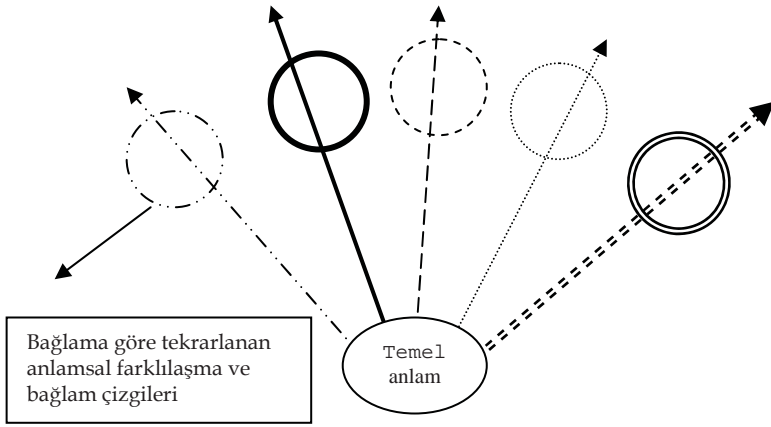 Temel
anlam
Bağlama göre tekrarlanan
anlamsal farklılaşma ve
bağlam çizgileri